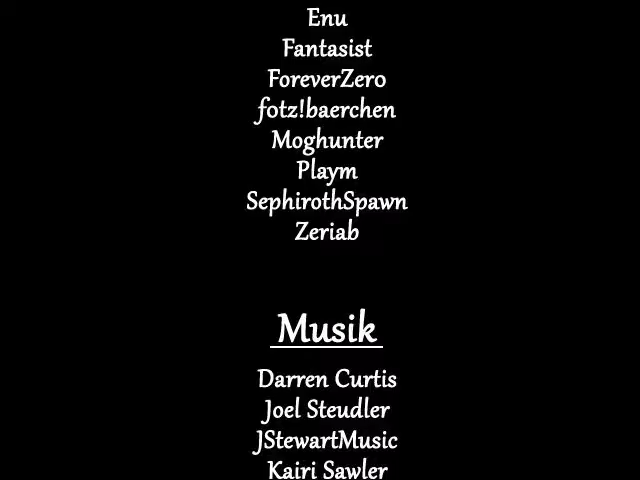 Enu
Fantasist
ForeverZero
fotz!baerchen
Moghunter
Playm
SephirothSpawn
Zeriab
Musik
Darren Curtis
Joel Steudler
JStewartMusic
Kairi Sawler